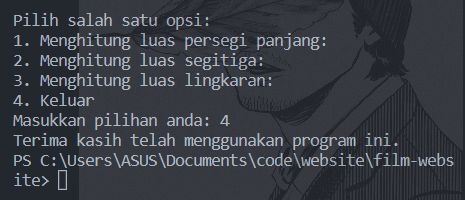 Pilih salah satu opsi:
1. Menghitung luas persegi panjang:
2. Menghitung luas segitiga:
3. Menghitung luas lingkaran:
4. Keluar
Masukkan pilihan anda: 4
Terima kasih telah menggunakan program ini.
PS C:\Users\ASUS\Documents\code\website\film-webs
ite>